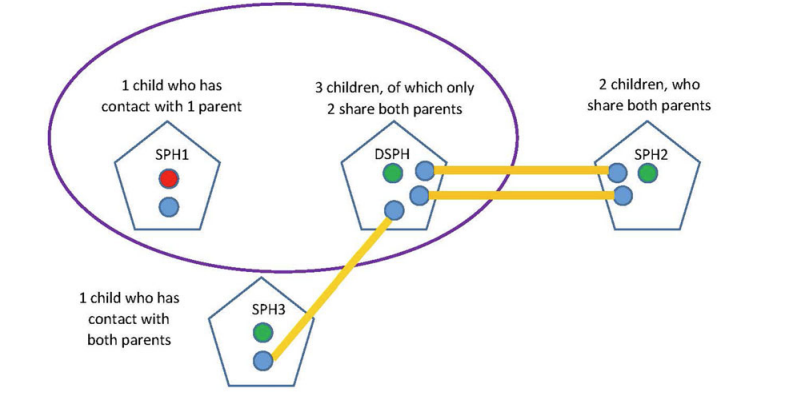 1 child who has
contact with 1 parent
3 children, of which only
2 share both parents
2 children, who
share both parents
SPH1
DSPH
SPH2
1 child who has
contact with
both parents
SPH3